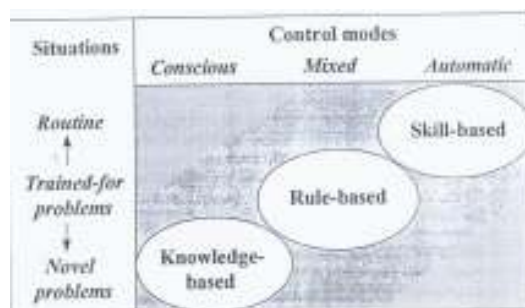 Situations
Control modes
Conscious Mixed Automatic
Routine
Skill-based
Trained-for
problems
Rule-based
Novel
problems
Knowledge-
based